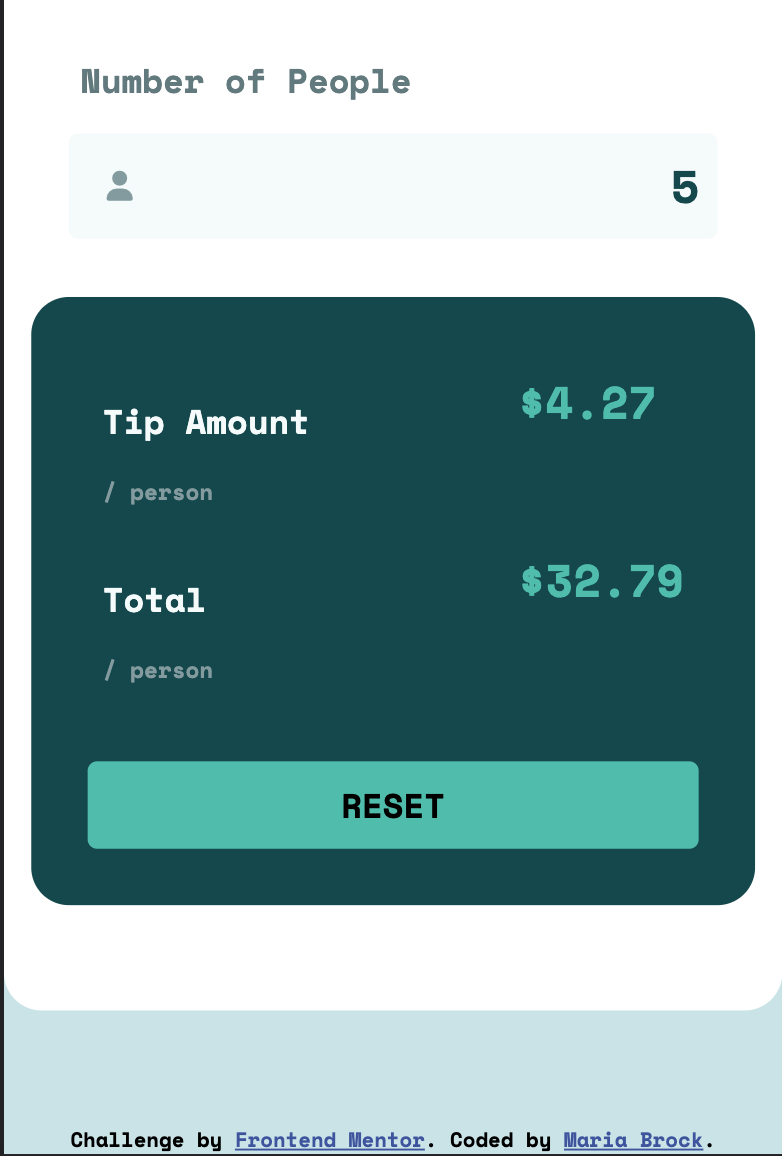 Number of People
5
Tip Amount
$4.27
/ person
Total
$32.79
/ person
RESET
Challenge by Frontend Mentor. Coded by Maria Brock.